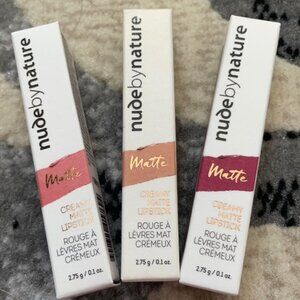 nudebynature
Matte
CREAMY
MATTE
LIPSTICK
ROUGE À
LÈVRES MAT
CRÉMEUX
2.75 g / 0.1 oz.
nudebynature
Matte
CREAMY
MATTE
LIPSTICK
ROUGE À
LÈVRES MAT
CRÉMEUX
2.75 g / 0.1 oz.
nudebynature
Matte
CREAMY
MATTE
LIPSTICK
ROUGE À
LÈVRES MAT
CRÉMEUX
2.75 g / 0.1 oz.